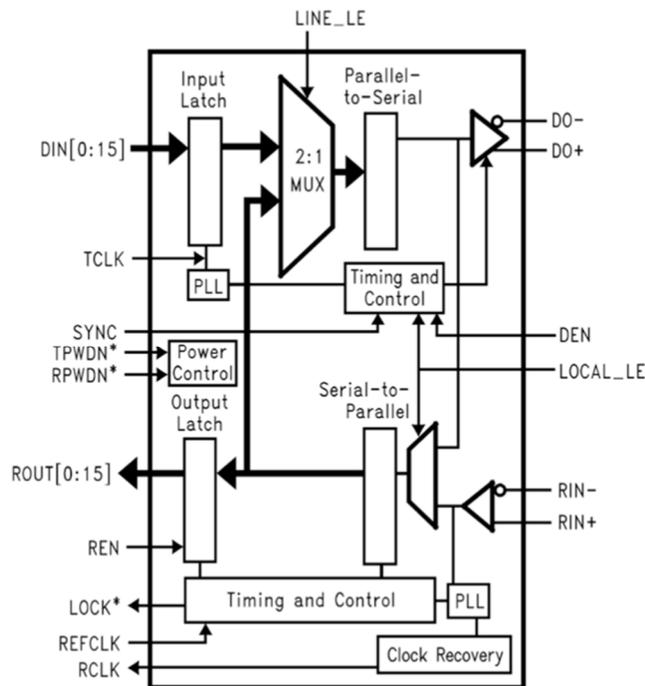 LINE_LE
Input
Latch
Parallel-
to-Serial
DIN[0:15]
2:1
MUX
DO-
DO+
TCLK
PLL
Timing and
Control
SYNC
DEN
TPWDN*
RPWDN*
Power
Control
LOCAL_LE
Output
Latch
Serial-to-
Parallel
ROUT[0:15]
RIN-
RIN+
REN
LOCK*
Timing and Control
PLL
REFCLK
RCLK
Clock Recovery